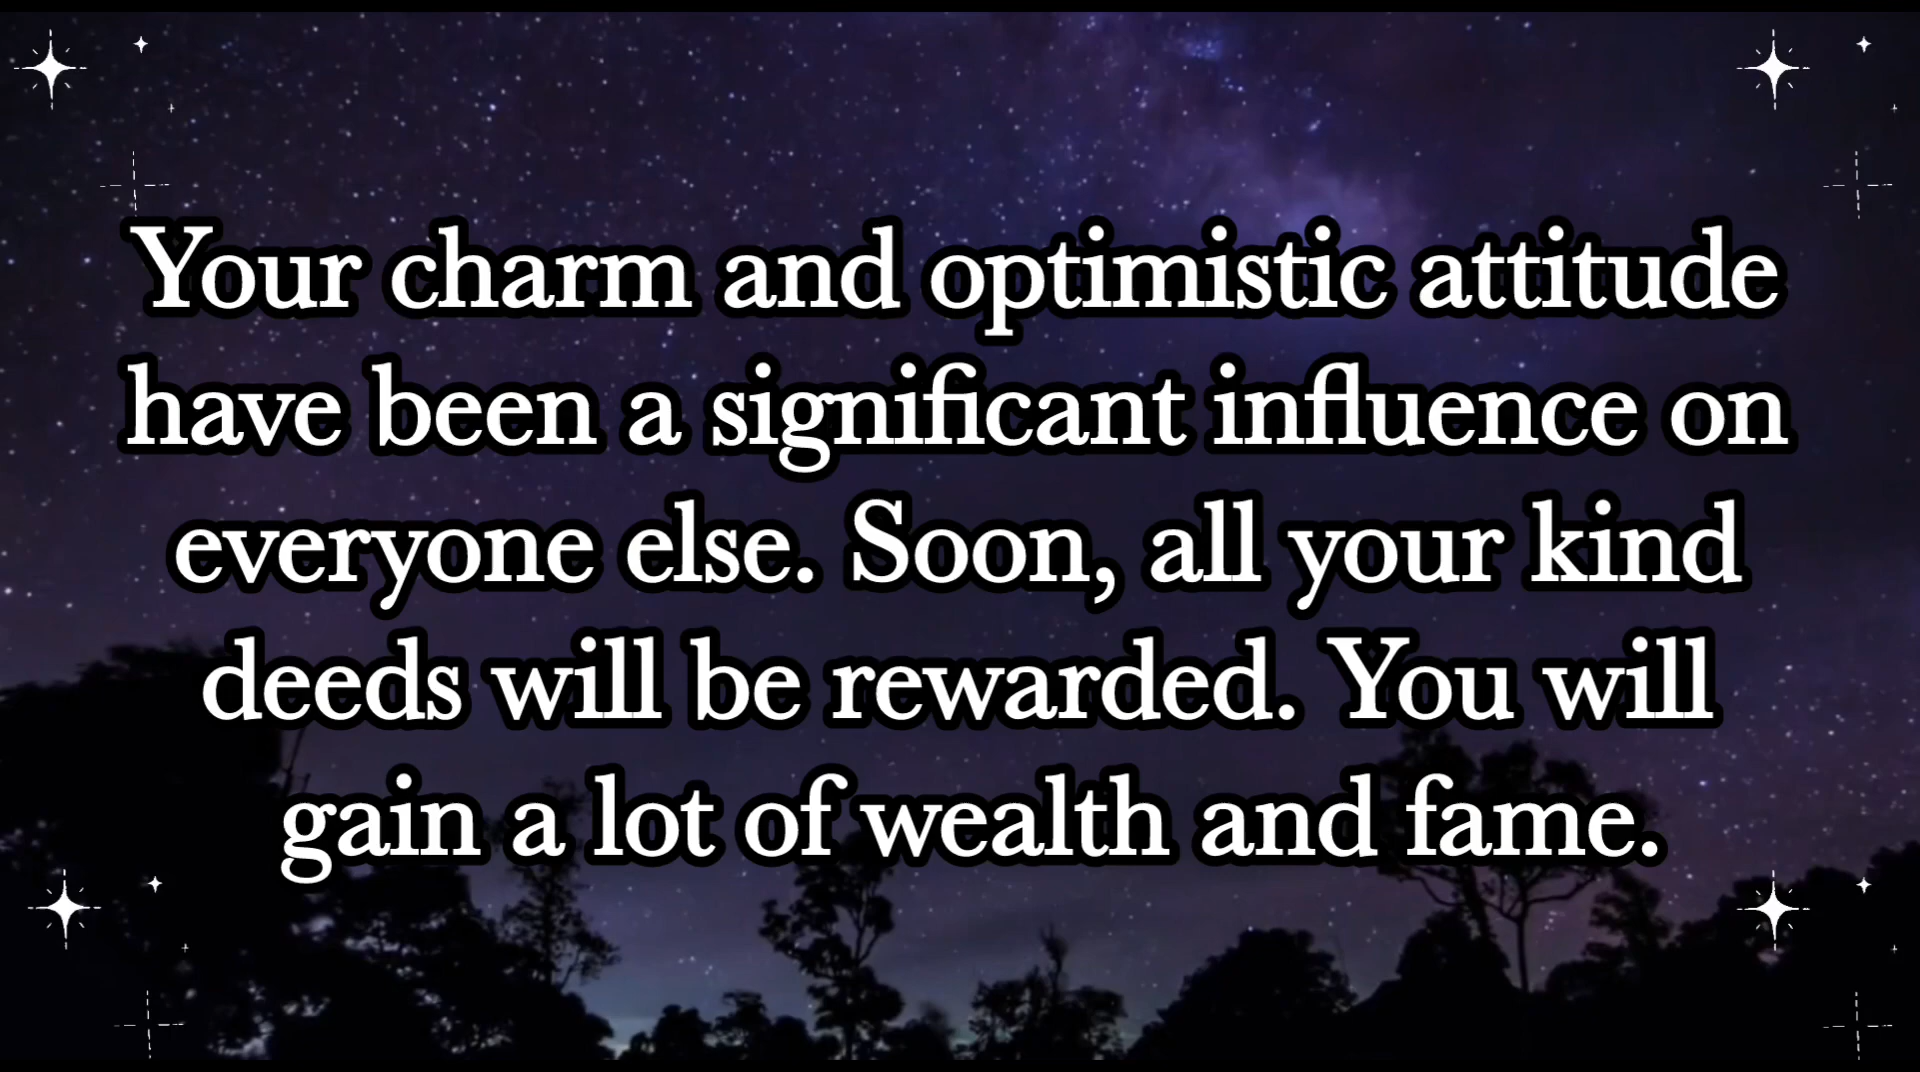 Your charm and optimistic attitude
have been a significant influence on
everyone else. Soon, all your kind
deeds will be rewarded. You will
gain a lot of wealth and fame.